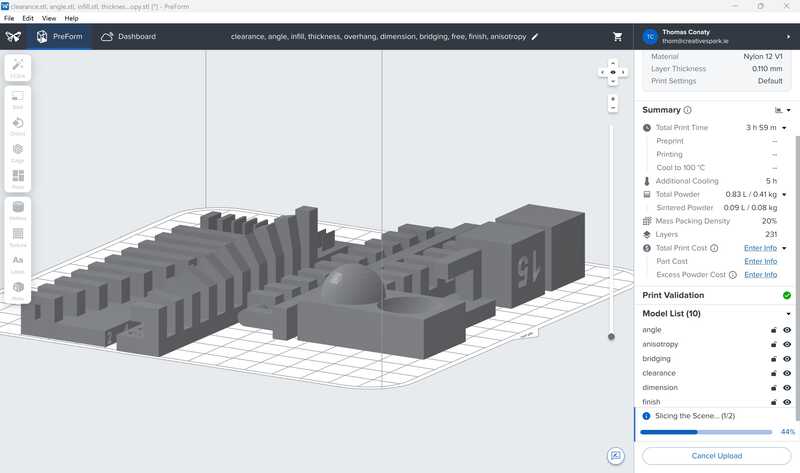 clearance.stl, angle.stl, infill.stl, thicknes...opy.stl [*] - PreForm
File Edit View Help
PreForm
Dashboard
clearance, angle, infill, thickness, overhang, dimension, bridging, free, finish, anisotropy
TC
Thomas Conaty
thom@creativespark.ie
Material Nylon 12 V1
Layer Thickness 0.110 mm
Print Settings Default
Summary
Total Print Time 3 h 59 m
Preprint --
Printing --
Cool to 100 °C --
Additional Cooling 5 h
Total Powder 0.83 L / 0.41 kg
Sintered Powder 0.09 L / 0.08 kg
Mass Packing Density 20%
Layers 231
Total Print Cost Enter Info
Part Cost Enter Info
Excess Powder Cost Enter Info
Print Validation
Model List (10)
angle
anisotropy
bridging
clearance
dimension
finish
Slicing the Scene... (1/2)
44%
Cancel Upload
Size
Orient
Cage
Pack
Hollow
Texture
Aa
Labels
15